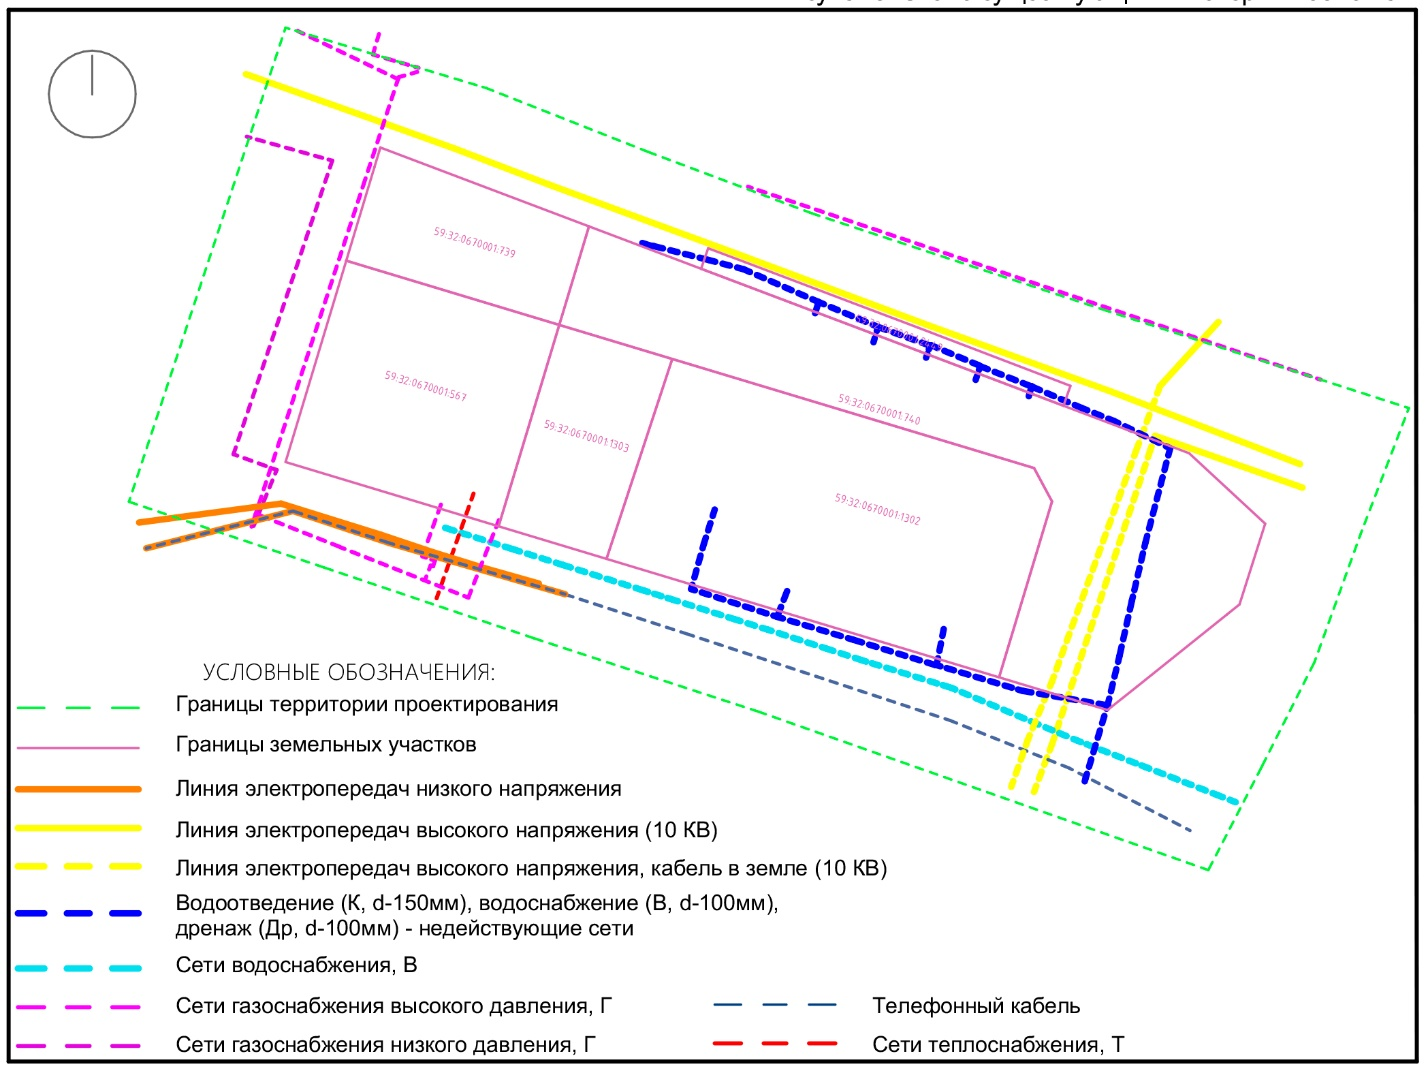 59:32:0670001:739
59:32:0670001:567
59:32:0670001:1303
59:32:0670001:740
59:32:0670001:1302
УСЛОВНЫЕ ОБОЗНАЧЕНИЯ:
Границы территории проектирования
Границы земельных участков
Линия электропередач низкого напряжения
Линия электропередач высокого напряжения (10 КВ)
Линия электропередач высокого напряжения, кабель в земле (10 КВ)
Водоотведение (К, d-150мм), водоснабжение (В, d-100мм),
дренаж (Др, d-100мм) - недействующие сети
Сети водоснабжения, В
Сети газоснабжения высокого давления, Г
Телефонный кабель
Сети газоснабжения низкого давления, Г
Сети теплоснабжения, Т